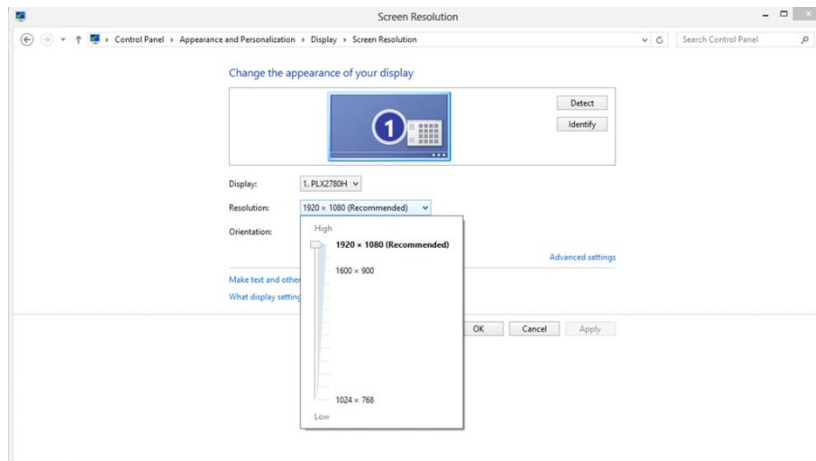 Screen Resolution
Control Panel
Appearance and Personalization
Display
Screen Resolution
Search Control Panel
Change the appearance of your display
1
Detect
Identify
Display:
1. PLX2780H
Resolution:
1920 × 1080 (Recommended)
Orientation:
High
1920 × 1080 (Recommended)
1600 × 900
1024 × 768
Low
Advanced settings
Make text and other
What display setting
OK
Cancel
Apply